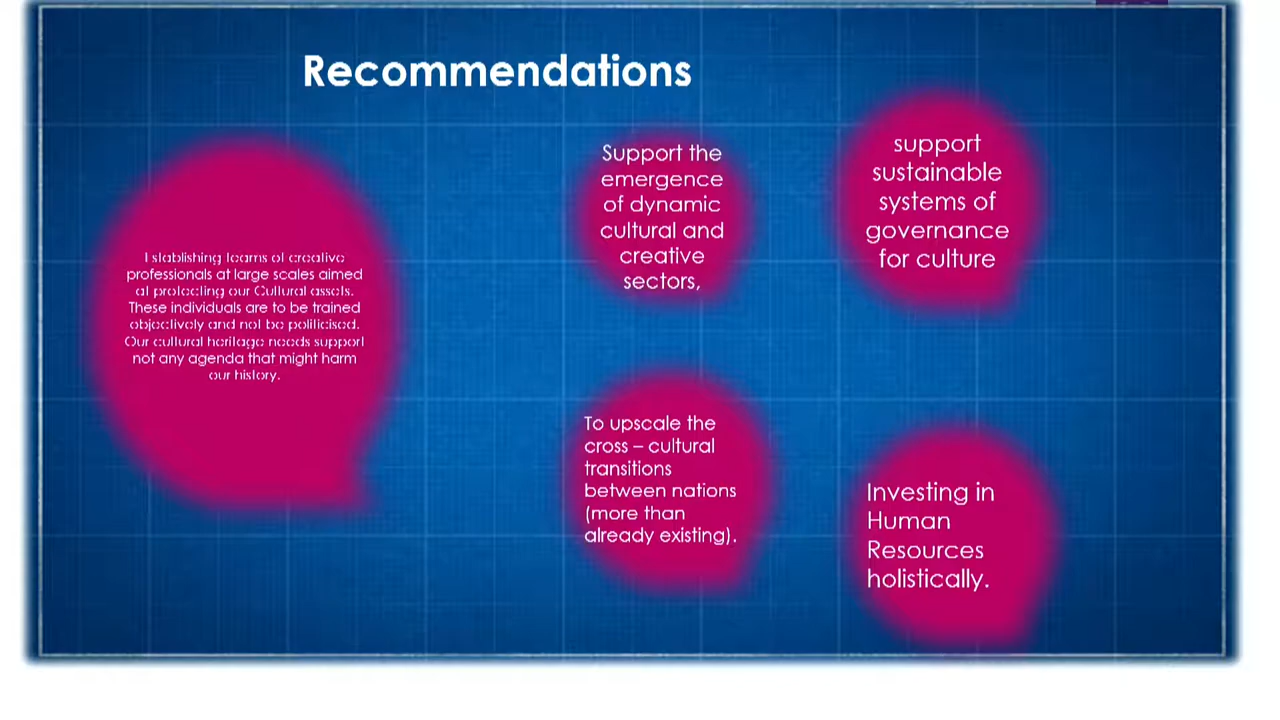 Recommendations
Establishing teams of creative
professionals at large scales aimed
at protecting our Cultural assets.
These individuals are to be trained
objectively and not be politicised.
Our cultural heritage needs support
not any agenda that might harm
our history.
Support the
emergence
of dynamic
cultural and
creative
sectors,
support
sustainable
systems of
governance
for culture
To upscale the
cross – cultural
transitions
between nations
(more than
already existing).
Investing in
Human
Resources
holistically.